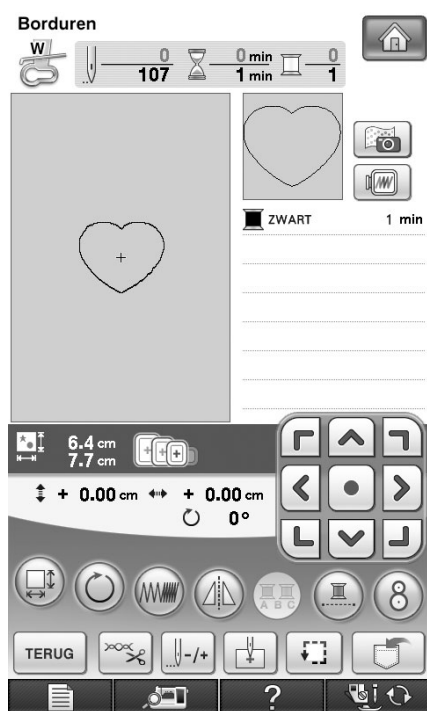 Borduren
W
0 0 min 0
107 1 min 1
ZWART 1 min
6.4 cm
7.7 cm
+ 0.00 cm + 0.00 cm
0°
A B C
8
TERUG -/+
? i